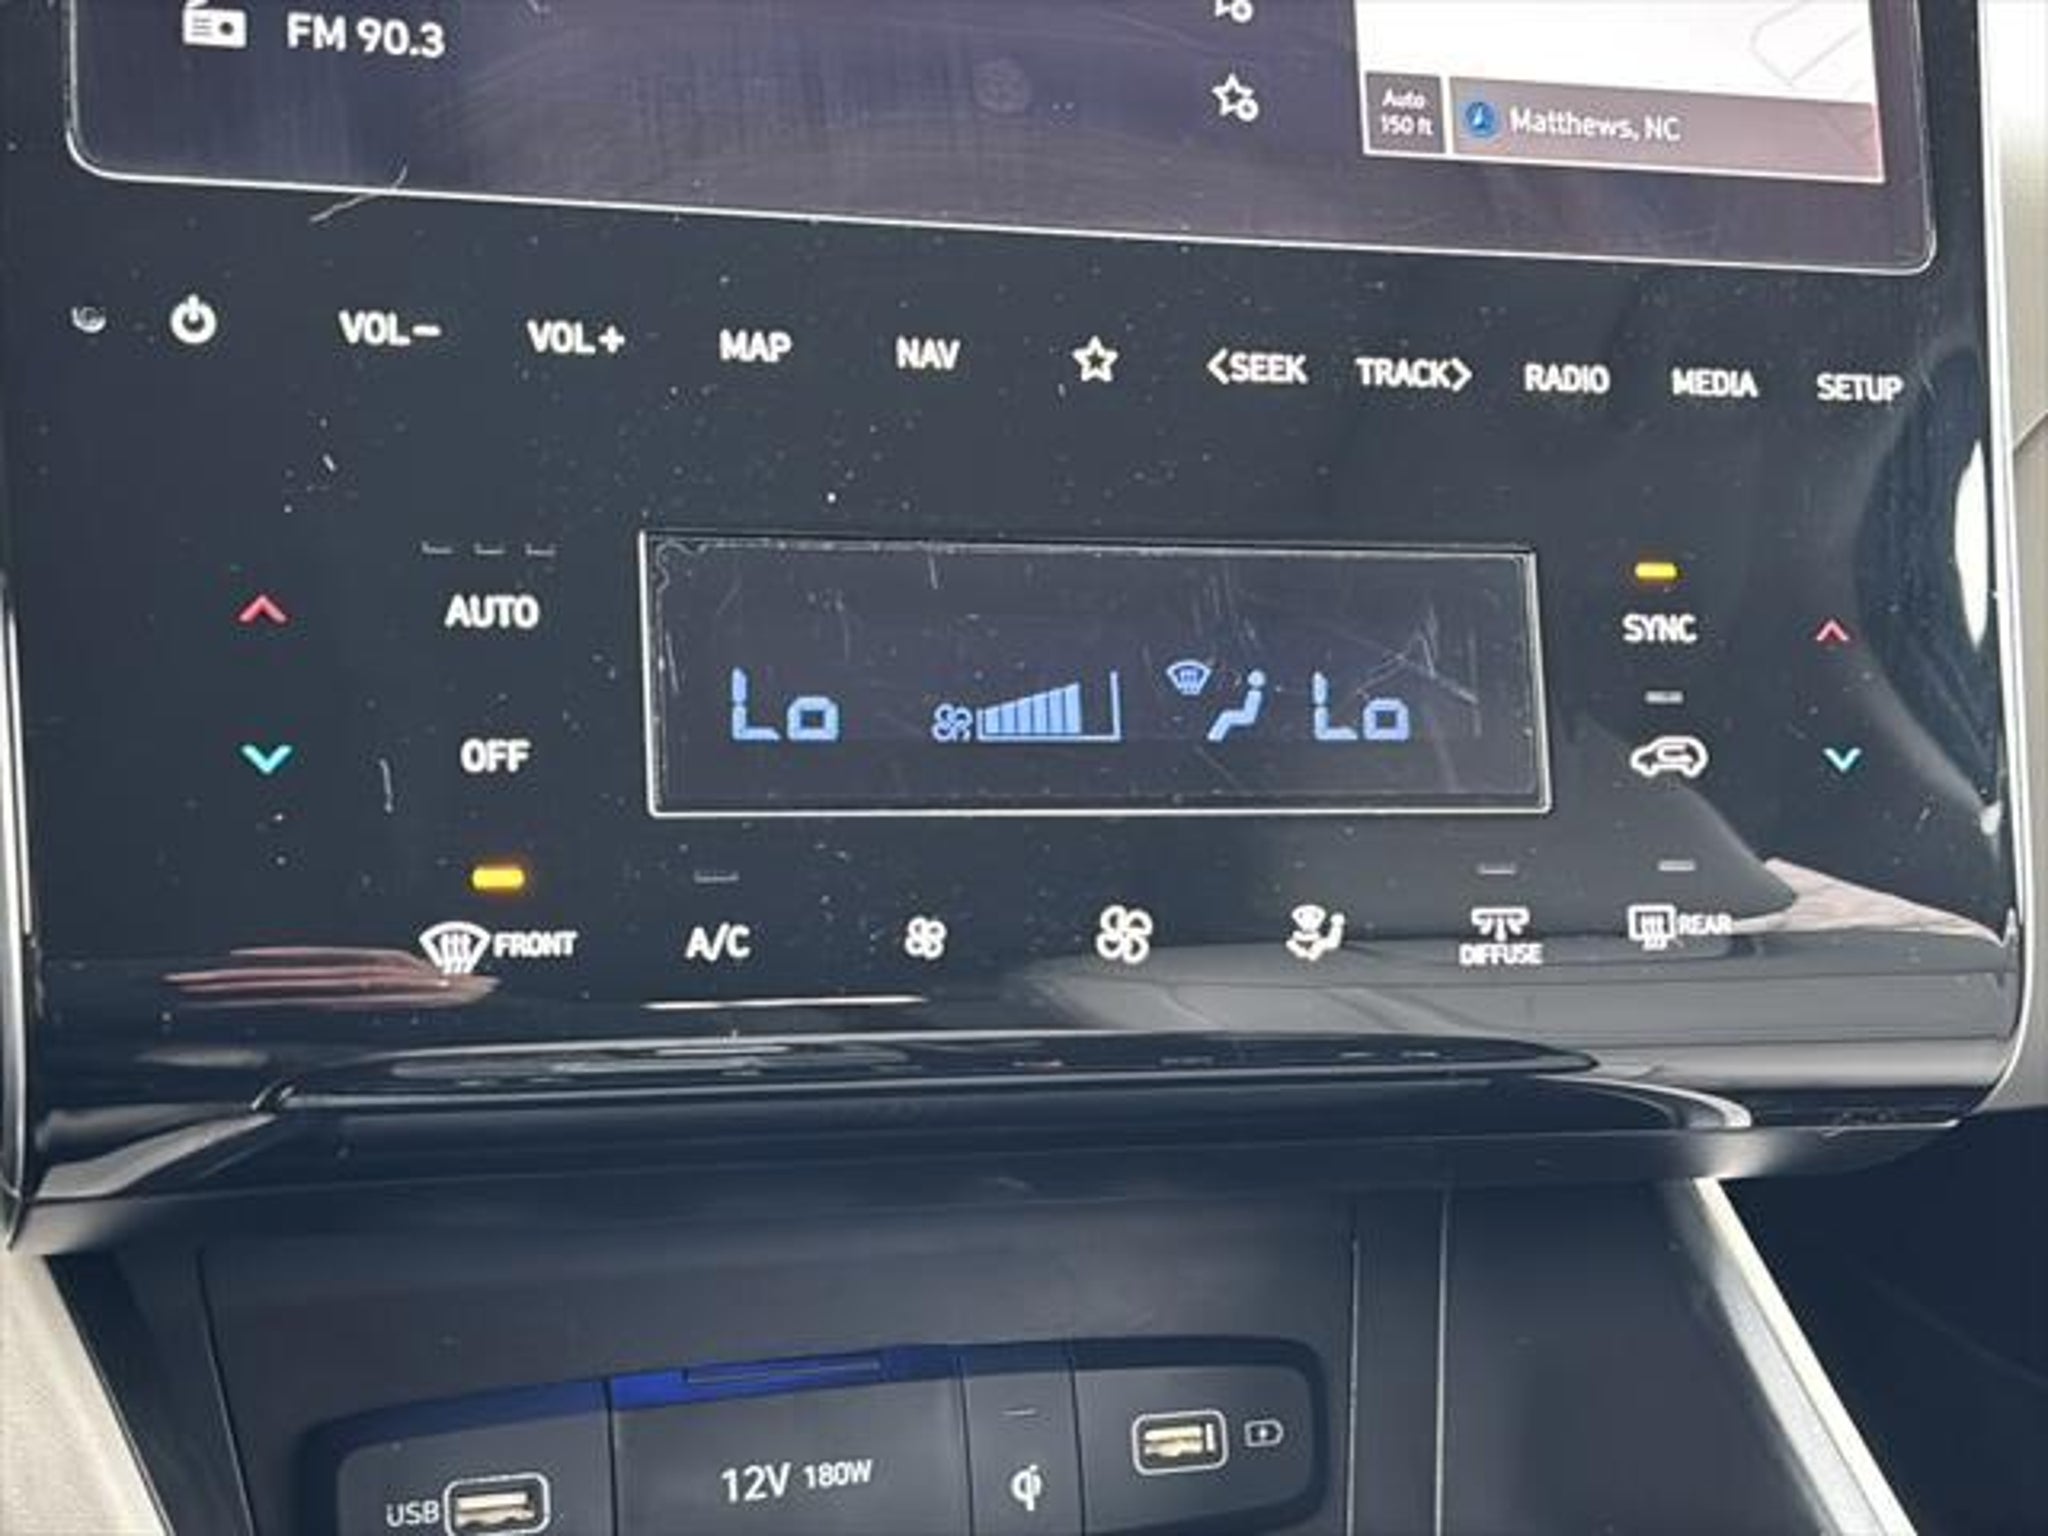 FM 90.3
Auto
150 ft
Matthews, NC
VOL− VOL+ MAP NAV <SEEK TRACK> RADIO MEDIA SETUP
AUTO
SYNC
Lo Lo
OFF
FRONT A/C DIFFUSE REAR
USB 12V 180W